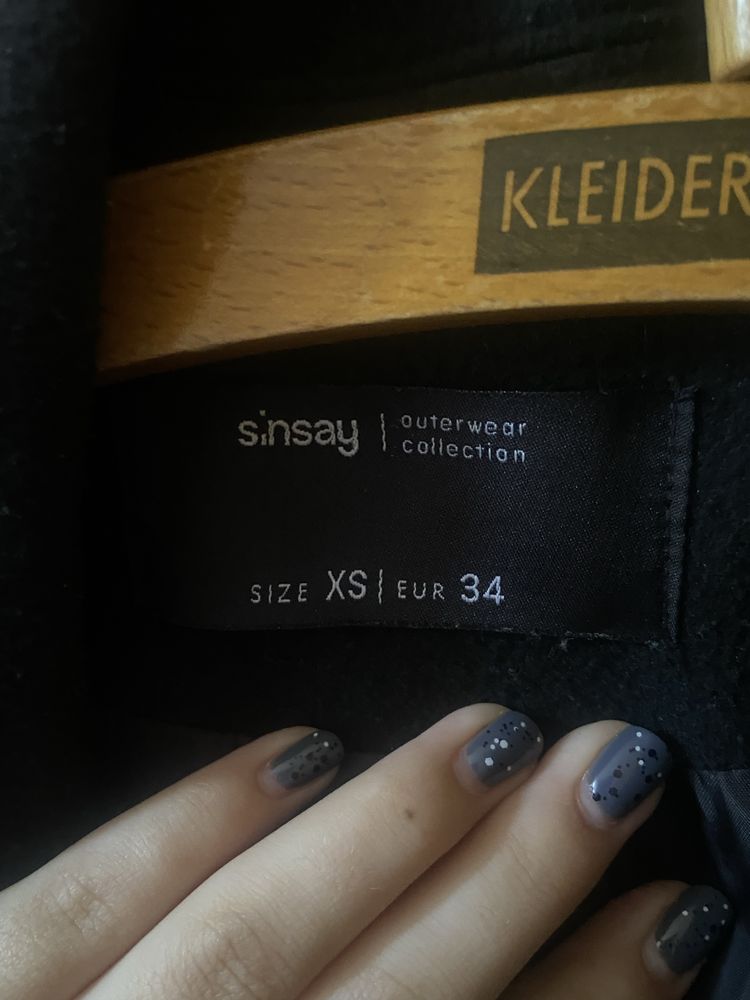 KLEIDER
sinsay | outerwear
collection
SIZE XS | EUR 34